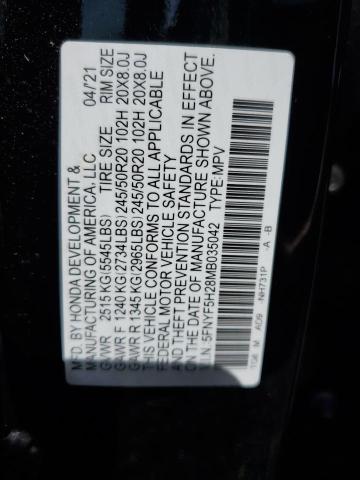 MFD. BY HONDA DEVELOPMENT & 04/21
MANUFACTURING OF AMERICA, LLC
GVWR 2515 KG(5545LBS) TIRE SIZE RIM SIZE
GAWR F 1240 KG(2734LBS) 245/50R20 102H 20X8.0J
GAWR R 1345 KG(2965LBS) 245/50R20 102H 20X8.0J
THIS VEHICLE CONFORMS TO ALL APPLICABLE
FEDERAL MOTOR VEHICLE SAFETY
AND THEFT PREVENTION STANDARDS IN EFFECT
ON THE DATE OF MANUFACTURE SHOWN ABOVE.
V.I.N.: 5FNYF5H28MB035042 TYPE: MPV
M AD9 -NH731P -A -B